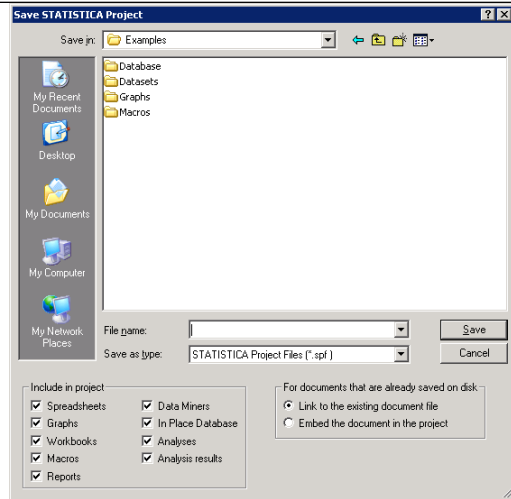 Save STATISTICA Project
Save in: Examples
My Recent Documents
Desktop
My Documents
My Computer
My Network Places
Database
Datasets
Graphs
Macros
File name:
Save
Save as type: STATISTICA Project Files (*.spf )
Cancel
Include in project
Spreadsheets
Data Miners
Graphs
In Place Database
Workbooks
Analyses
Macros
Analysis results
Reports
For documents that are already saved on disk
Link to the existing document file
Embed the document in the project